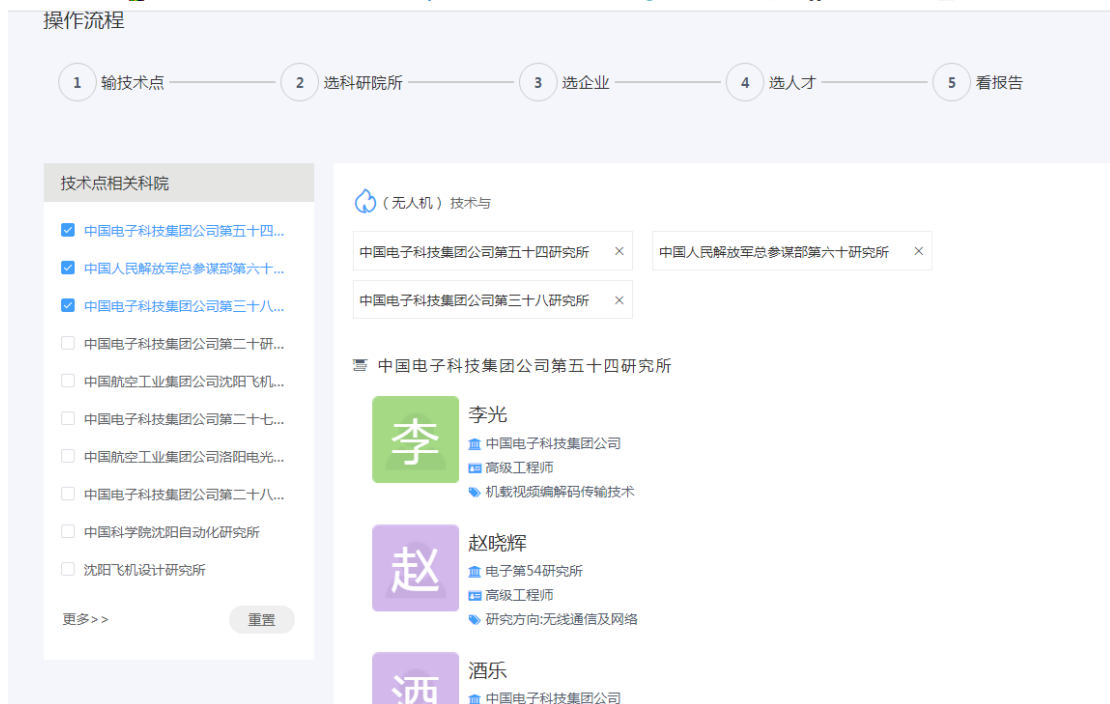 操作流程
1 输技术点 2 选科研院所 3 选企业 4 选人才 5 看报告
技术点相关科院
中国电子科技集团公司第五十四...
中国人民解放军总参谋部第六十...
中国电子科技集团公司第三十八...
中国电子科技集团公司第二十研...
中国航空工业集团公司沈阳飞机...
中国电子科技集团公司第二十七...
中国航空工业集团公司洛阳电光...
中国电子科技集团公司第二十八...
中国科学院沈阳自动化研究所
沈阳飞机设计研究所
更多>> 重置
（无人机）技术与
中国电子科技集团公司第五十四研究所 × 中国人民解放军总参谋部第六十研究所 ×
中国电子科技集团公司第三十八研究所 ×
中国电子科技集团公司第五十四研究所
李
李光
中国电子科技集团公司
高级工程师
机载视频编解码传输技术
赵
赵晓辉
电子第54研究所
高级工程师
研究方向:无线通信及网络
酒
酒乐
中国电子科技集团公司